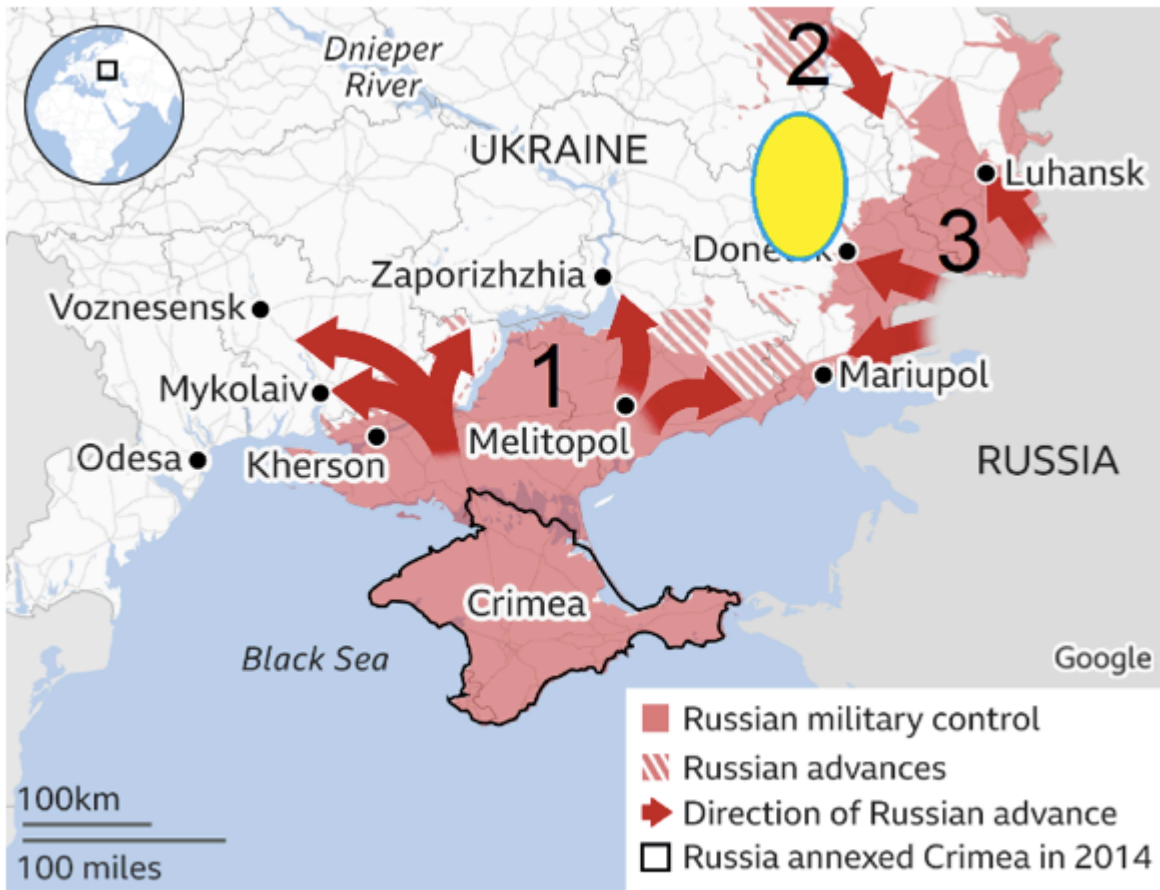 Dnieper
River
2
UKRAINE
Luhansk
3
Zaporizhzhia
Voznesensk
1
Mykolaiv
Mariupol
Melitopol
Odesa
Kherson
RUSSIA
Crimea
Black Sea
Google
Russian military control
Russian advances
Direction of Russian advance
Russia annexed Crimea in 2014
100km
100 miles